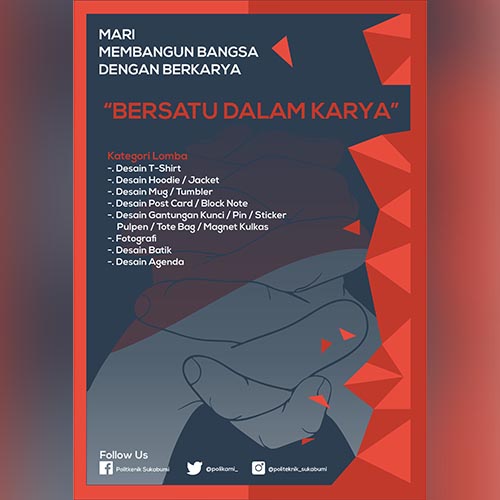 MARI
MEMBANGUN BANGSA
DENGAN BERKARYA
“BERSATU DALAM KARYA”
Kategori Lomba
-. Desain T-Shirt
-. Desain Hoodie / Jacket
-. Desain Mug / Tumbler
-. Desain Post Card / Block Note
-. Desain Gantungan Kunci / Pin / Sticker
Pulpen / Tote Bag / Magnet Kulkas
-. Fotografi
-. Desain Batik
-. Desain Agenda
Follow Us
Politkenik Sukabumi
@polikami_
@politeknik_sukabumi